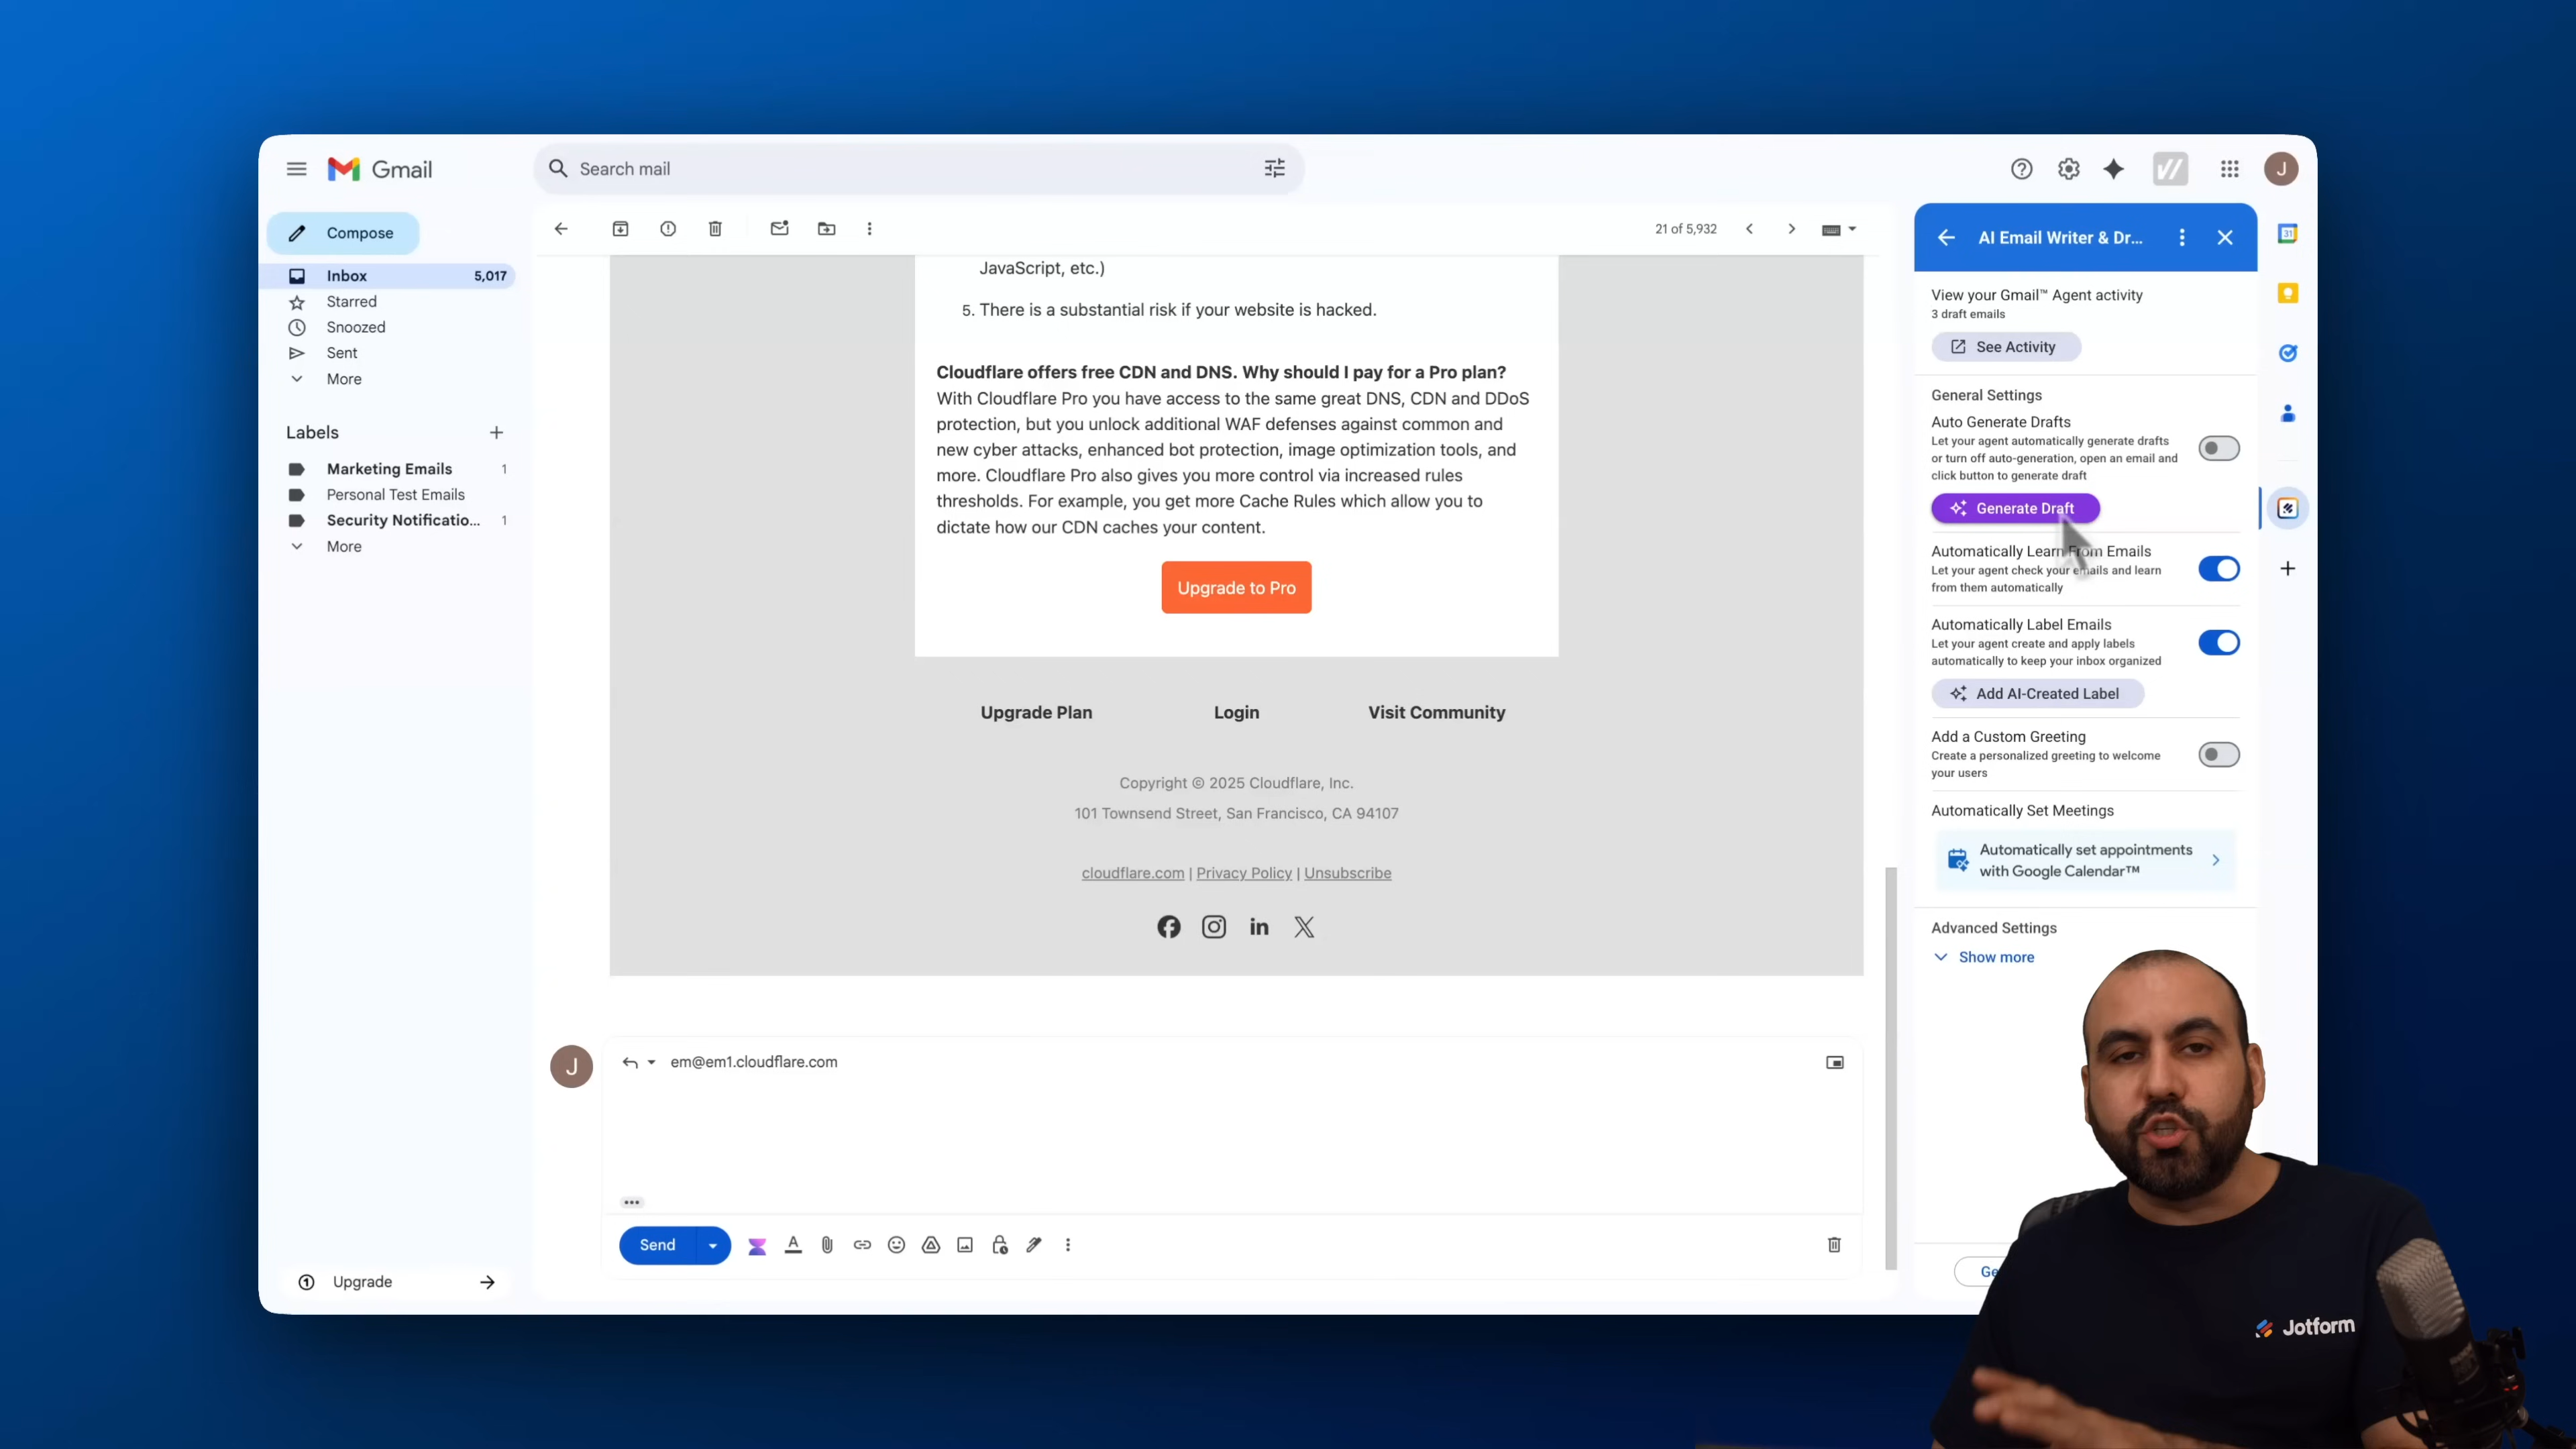 Gmail
Search mail
J
Compose
Inbox 5,017
Starred
Snoozed
Sent
More
Labels
Marketing Emails 1
Personal Test Emails
Security Notificatio... 1
More
Upgrade
21 of 5,932
JavaScript, etc.)
5. There is a substantial risk if your website is hacked.
Cloudflare offers free CDN and DNS. Why should I pay for a Pro plan?
With Cloudflare Pro you have access to the same great DNS, CDN and DDoS
protection, but you unlock additional WAF defenses against common and
new cyber attacks, enhanced bot protection, image optimization tools, and
more. Cloudflare Pro also gives you more control via increased rules
thresholds. For example, you get more Cache Rules which allow you to
dictate how our CDN caches your content.
Upgrade to Pro
Upgrade Plan Login Visit Community
Copyright © 2025 Cloudflare, Inc.
101 Townsend Street, San Francisco, CA 94107
cloudflare.com | Privacy Policy | Unsubscribe
J
em@em1.cloudflare.com
Send
AI Email Writer & Dr...
View your Gmail™ Agent activity
3 draft emails
See Activity
General Settings
Auto Generate Drafts
Let your agent automatically generate drafts
or turn off auto-generation, open an email and
click button to generate draft
Generate Draft
Automatically Learn From Emails
Let your agent check your emails and learn
from them automatically
Automatically Label Emails
Let your agent create and apply labels
automatically to keep your inbox organized
Add AI-Created Label
Add a Custom Greeting
Create a personalized greeting to welcome
your users
Automatically Set Meetings
Automatically set appointments
with Google Calendar™
Advanced Settings
Show more
31
Jotform